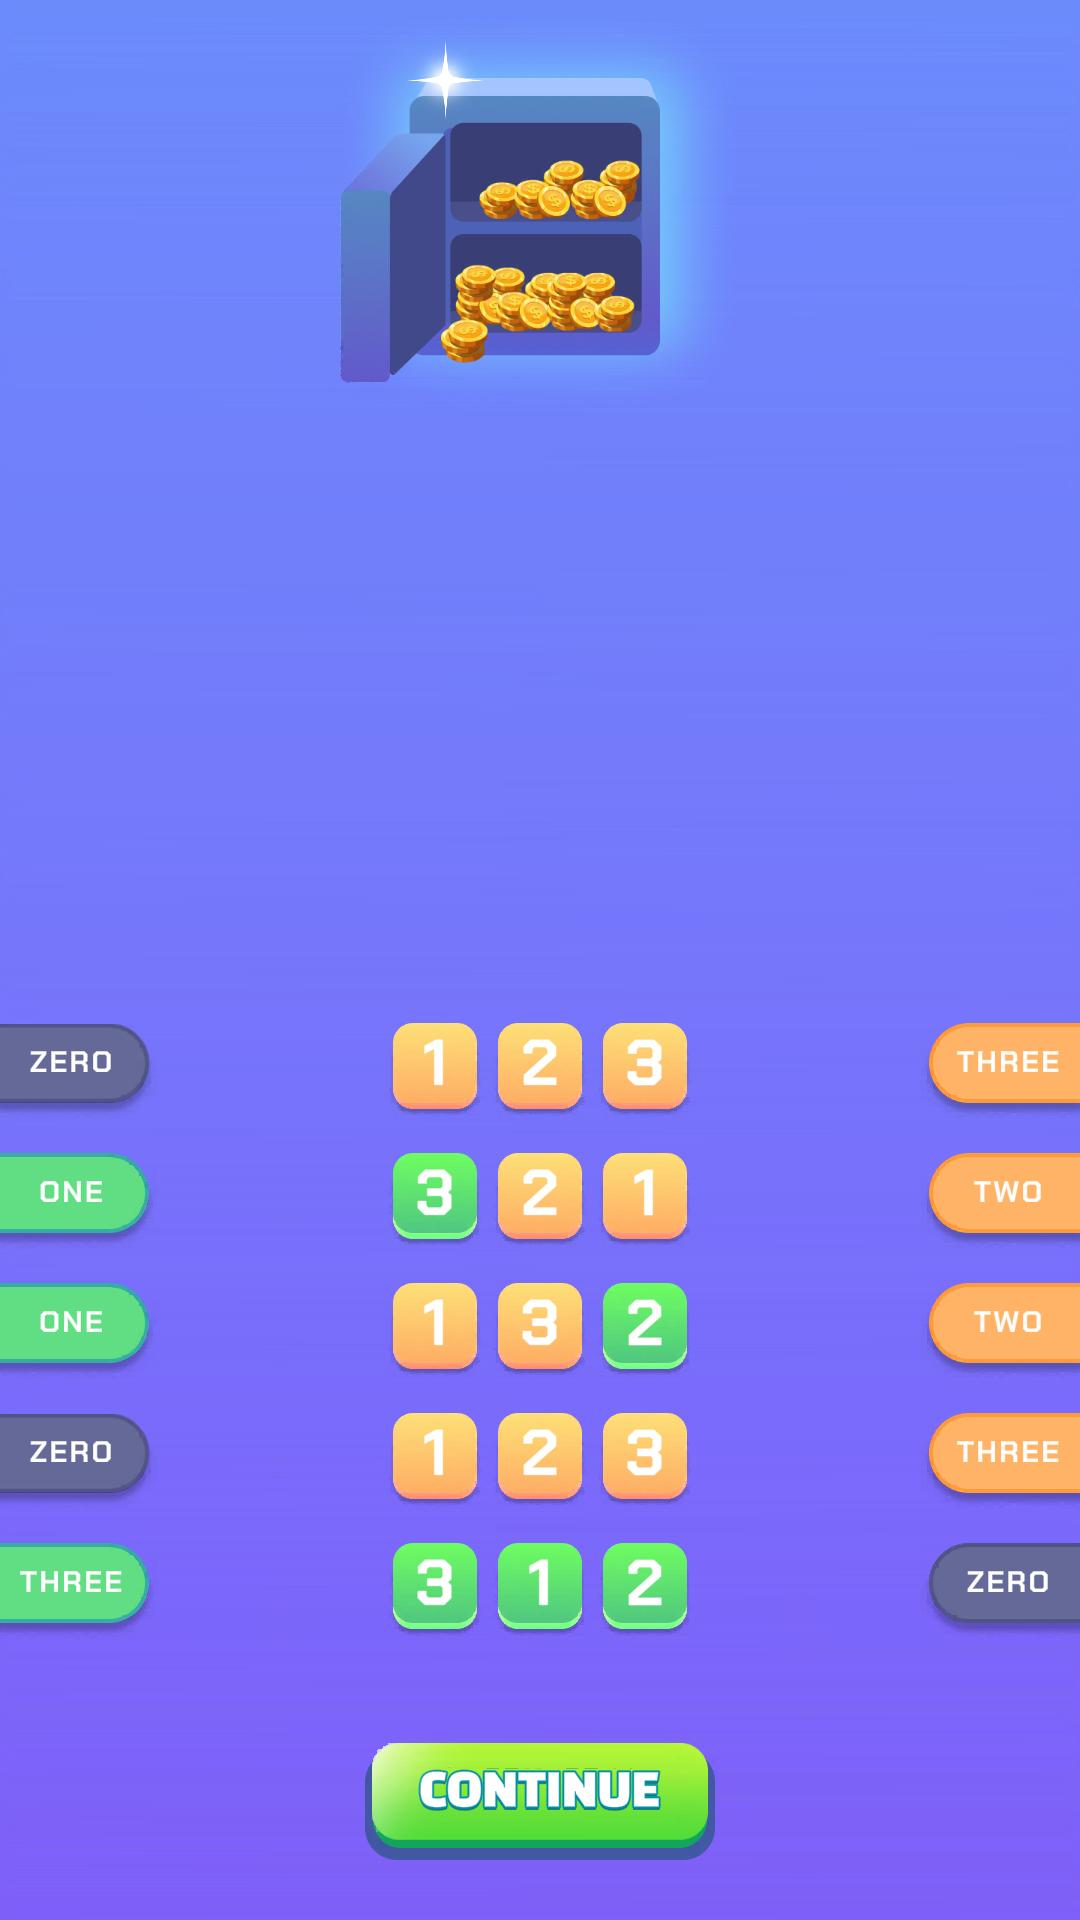 ZERO 1 2 3 THREE
ONE 3 2 1 TWO
ONE 1 3 2 TWO
ZERO 1 2 3 THREE
THREE 3 1 2 ZERO
CONTINUE